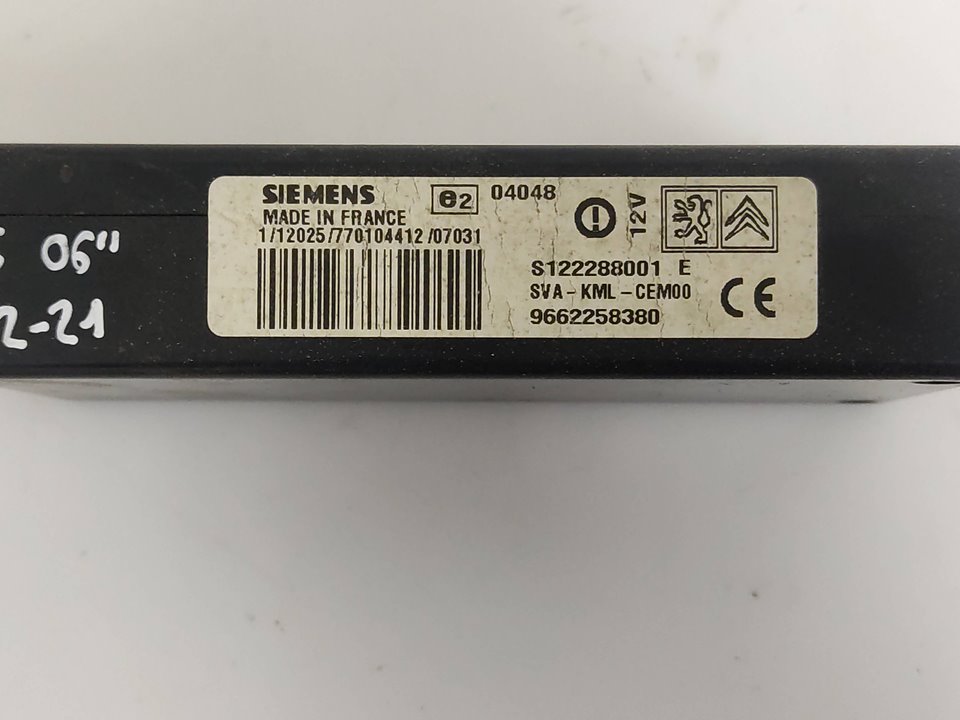 06"
2-21
SIEMENS
e2 04048
MADE IN FRANCE
1/12025/770104412/07031
12V
S122288001 E
SVA-KML-CEM00
9662258380
CE